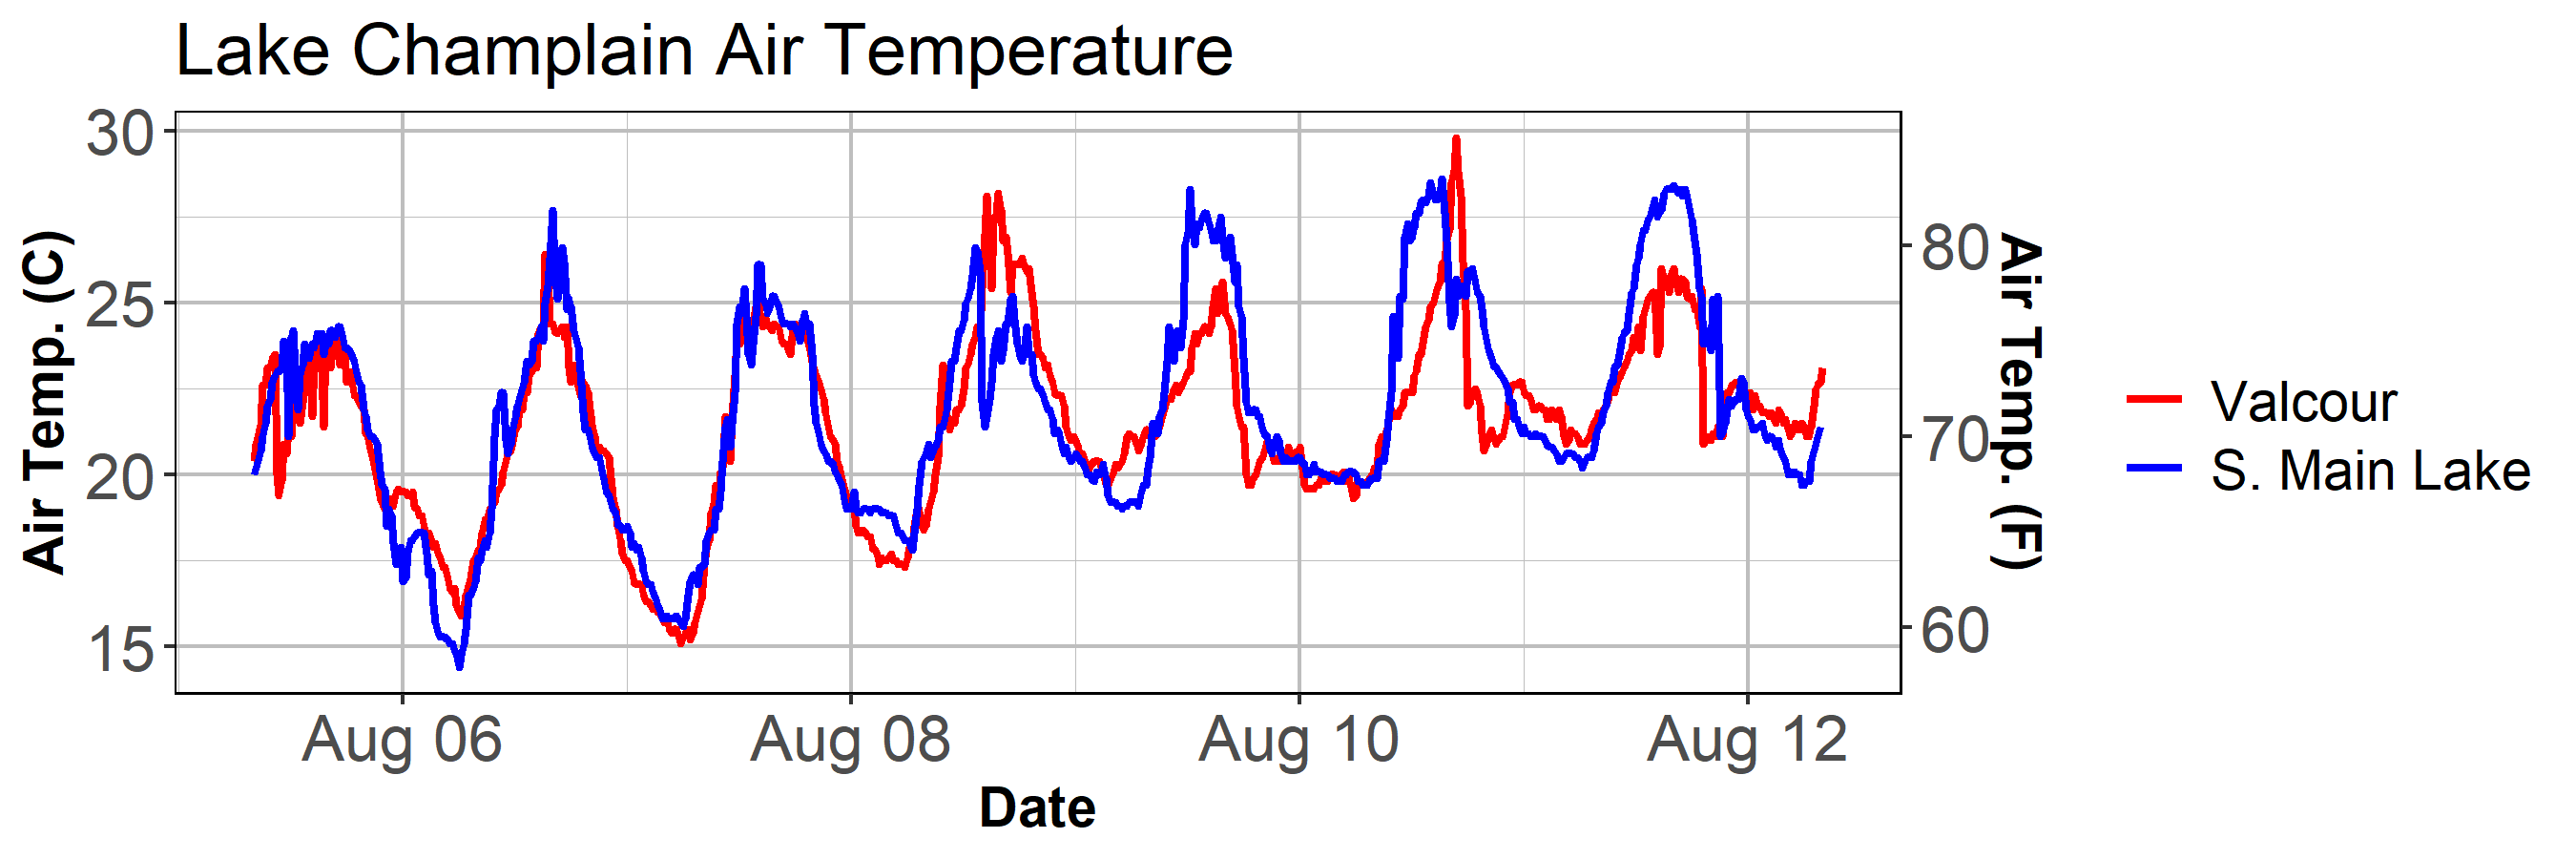 Lake Champlain Air Temperature
30
25
20
15
Air Temp. (C)
80
70
60
Air Temp. (F)
Aug 06
Aug 08
Aug 10
Aug 12
Date
Valcour
S. Main Lake